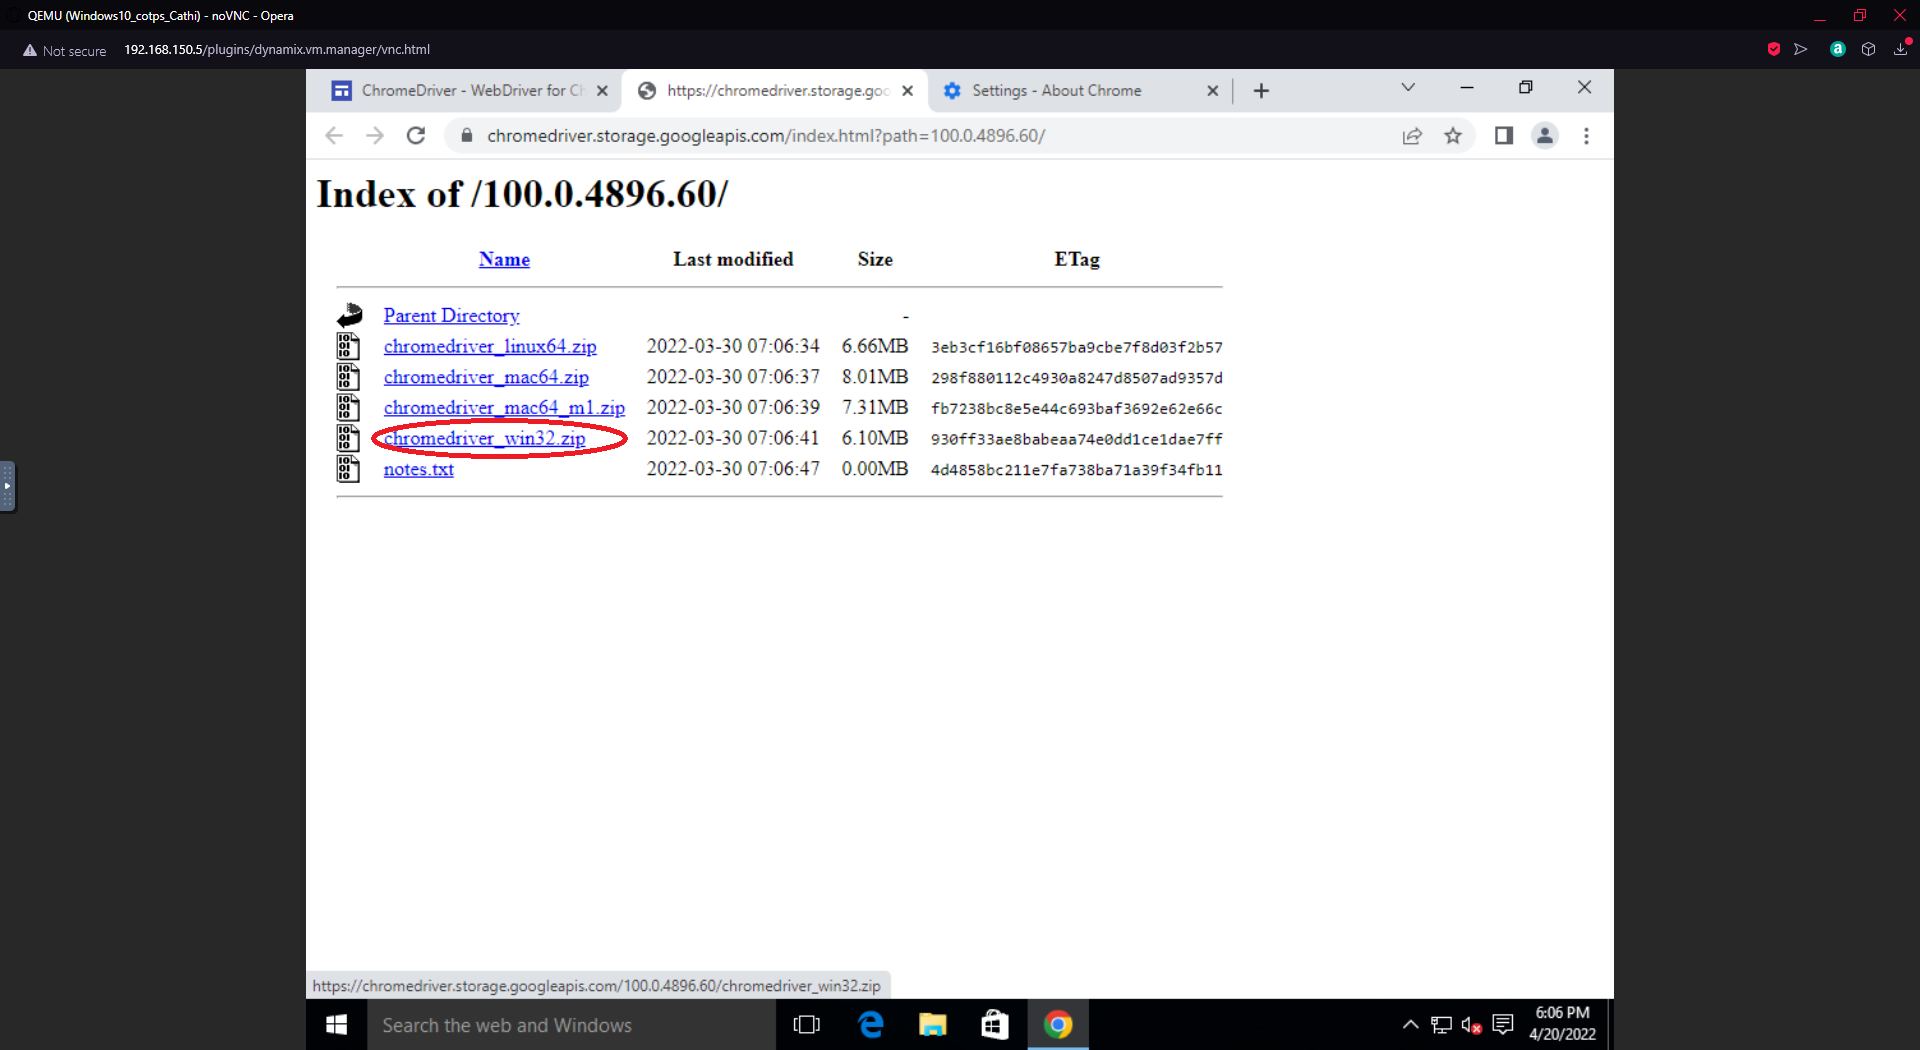 QEMU (Windows10_cotps_Cathi) - noVNC - Opera
Not secure 192.168.150.5/plugins/dynamix.vm.manager/vnc.html
ChromeDriver - WebDriver for Ch https://chromedriver.storage.goo Settings - About Chrome
chromedriver.storage.googleapis.com/index.html?path=100.0.4896.60/
Index of /100.0.4896.60/
Name Last modified Size ETag
Parent Directory -
chromedriver_linux64.zip 2022-03-30 07:06:34 6.66MB 3eb3cf16bf08657ba9cbe7f8d03f2b57
chromedriver_mac64.zip 2022-03-30 07:06:37 8.01MB 298f880112c4930a8247d8507ad9357d
chromedriver_mac64_m1.zip 2022-03-30 07:06:39 7.31MB fb7238bc8e5e44c693baf3692e62e66c
chromedriver_win32.zip 2022-03-30 07:06:41 6.10MB 930ff33ae8babeaa74e0dd1ce1dae7ff
notes.txt 2022-03-30 07:06:47 0.00MB 4d4858bc211e7fa738ba71a39f34fb11
https://chromedriver.storage.googleapis.com/100.0.4896.60/chromedriver_win32.zip
Search the web and Windows
6:06 PM
4/20/2022